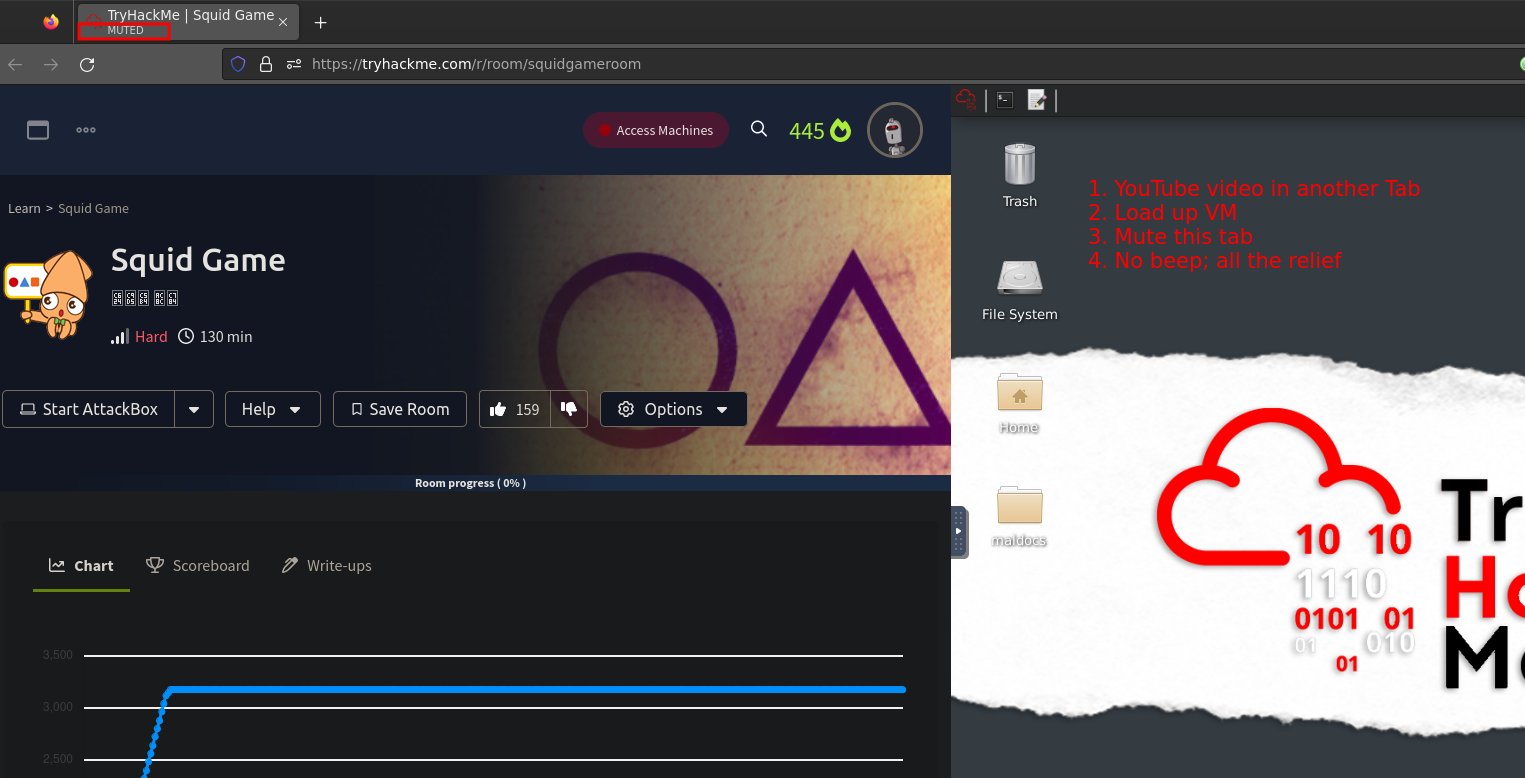 TryHackMe | Squid Game
MUTED
https://tryhackme.com/r/room/squidgameroom
Access Machines
445
Learn > Squid Game
Squid Game
Hard
130 min
Start AttackBox
Help
Save Room
159
Options
Room progress ( 0% )
Chart
Scoreboard
Write-ups
3,500
3,000
2,500
Trash
File System
Home
maldocs
1. YouTube video in another Tab
2. Load up VM
3. Mute this tab
4. No beep; all the relief
10 10
1110
0101 01
01 010
01
Tr
H
M